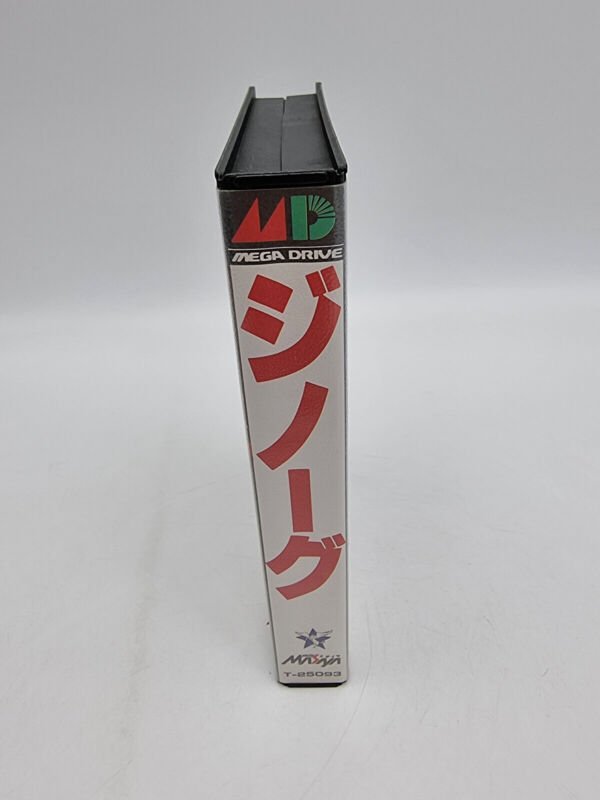 MD
MEGA DRIVE
ジノーグ
MASAYA
T-25093